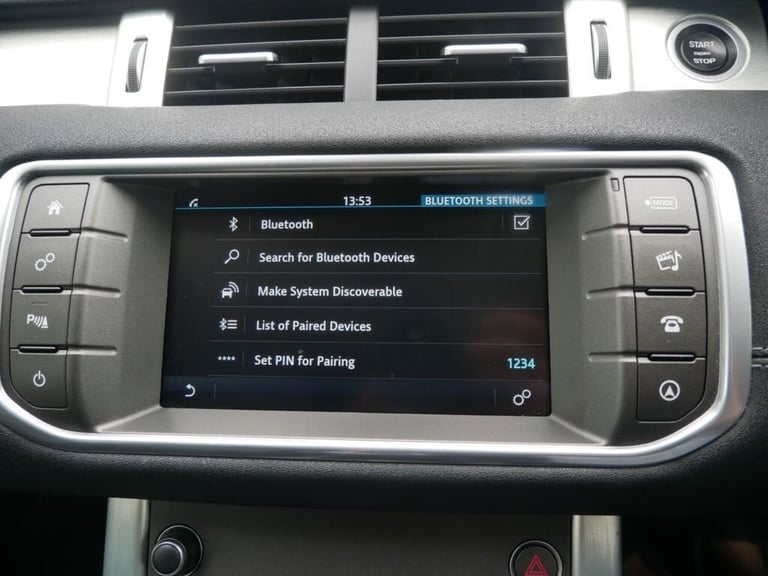 START
ENGINE
STOP
13:53 BLUETOOTH SETTINGS
Bluetooth
Search for Bluetooth Devices
Make System Discoverable
List of Paired Devices
**** Set PIN for Pairing 1234
MODE
P